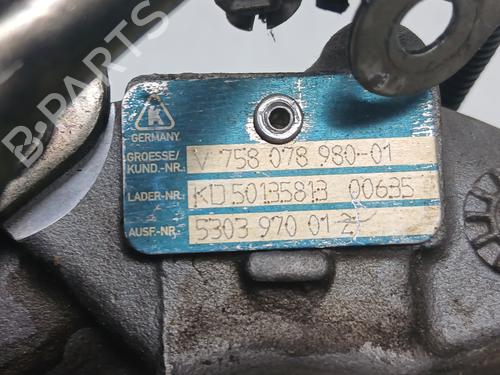 B-PARTS
K
GERMANY
GROESSE/
KUND.-NR.: V 758 078 980-01
LADER-NR.: KD 50135813 00635
AUSF.-NR.: 5303 970 01